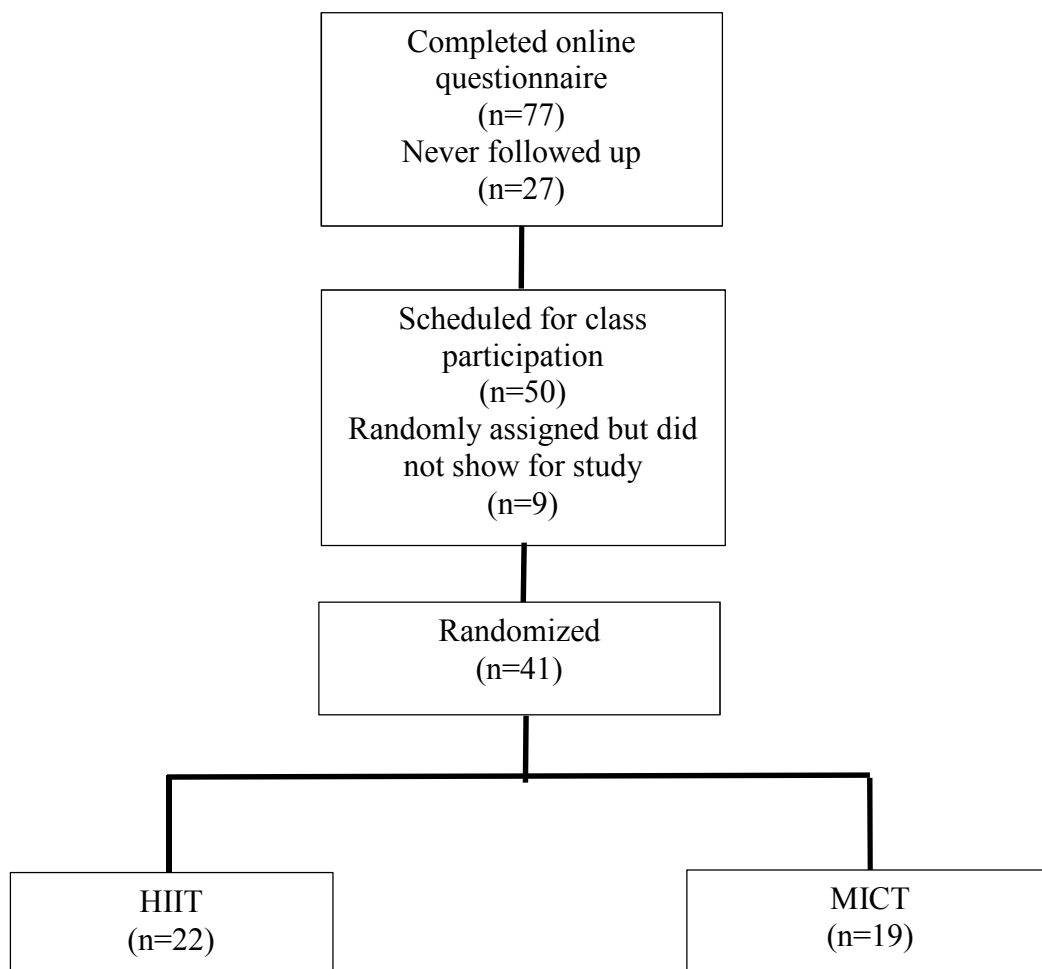 Completed online
questionnaire
(n=77)
Never followed up
(n=27)
Scheduled for class
participation
(n=50)
Randomly assigned but did
not show for study
(n=9)
Randomized
(n=41)
HIIT
(n=22)
MICT
(n=19)